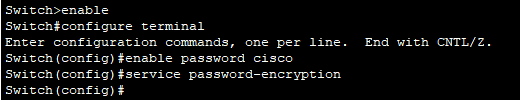 Switch>enable
Switch#configure terminal
Enter configuration commands, one per line.  End with CNTL/Z.
Switch(config)#enable password cisco
Switch(config)#service password-encryption
Switch(config)#